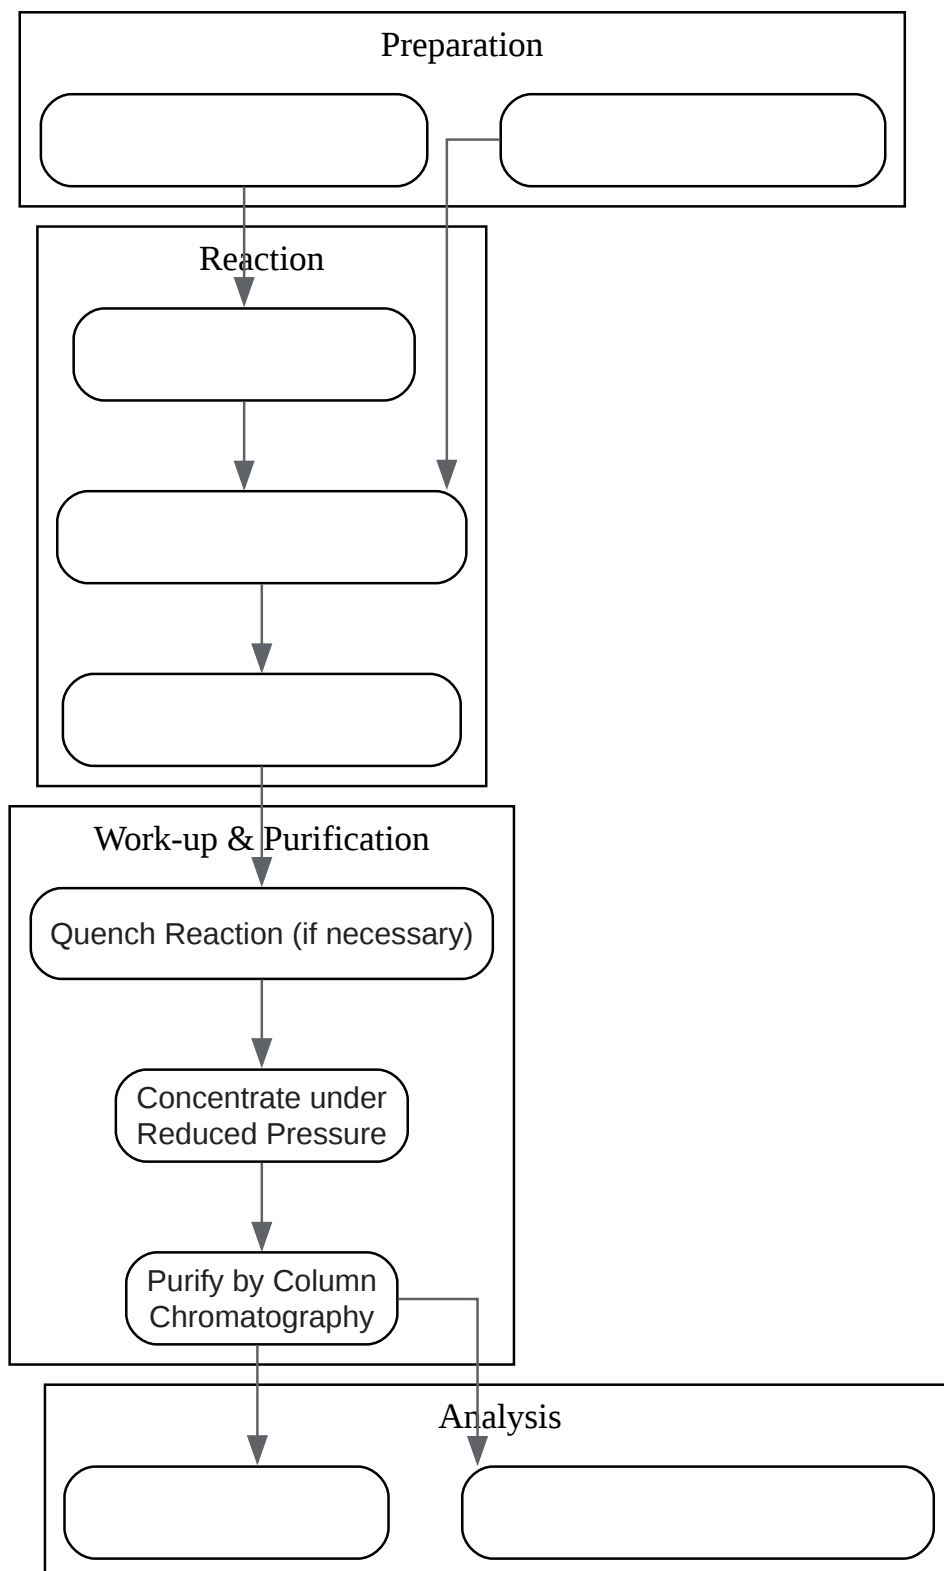 Preparation
Reaction
Work-up & Purification
Quench Reaction (if necessary)
Concentrate under
Reduced Pressure
Purify by Column
Chromatography
Analysis